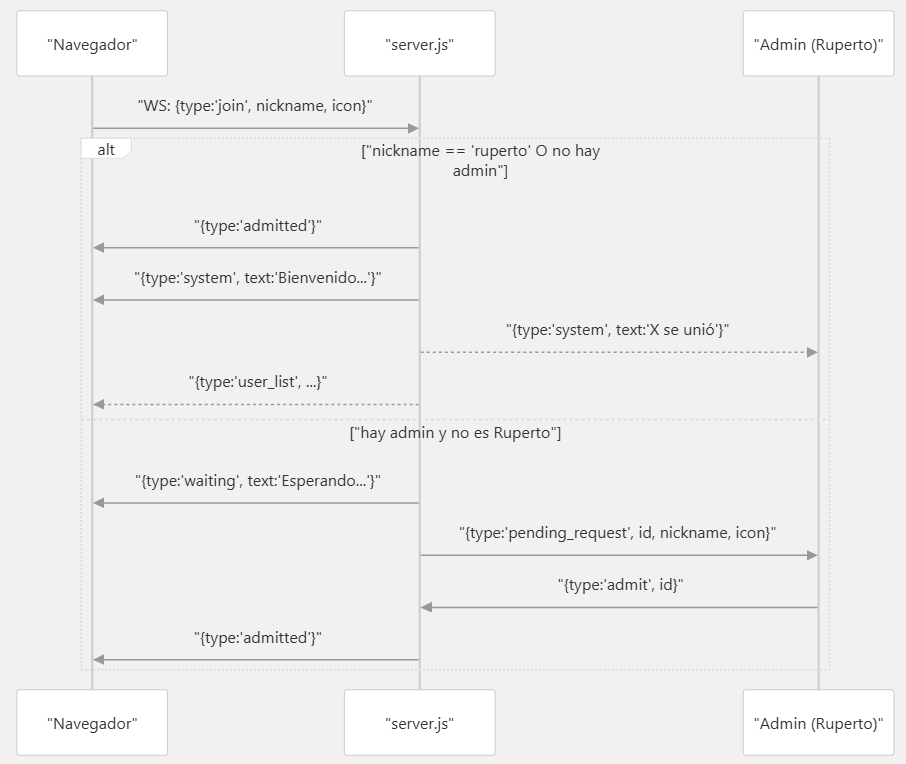 "Navegador"
"server.js"
"Admin (Ruperto)"
"WS: {type:'join', nickname, icon}"
alt
["nickname == 'ruperto' O no hay
admin"]
"{type:'admitted'}"
"{type:'system', text:'Bienvenido...'}"
"{type:'system', text:'X se unió'}"
"{type:'user_list', ...}"
["hay admin y no es Ruperto"]
"{type:'waiting', text:'Esperando...'}"
"{type:'pending_request', id, nickname, icon}"
"{type:'admit', id}"
"{type:'admitted'}"
"Navegador"
"server.js"
"Admin (Ruperto)"